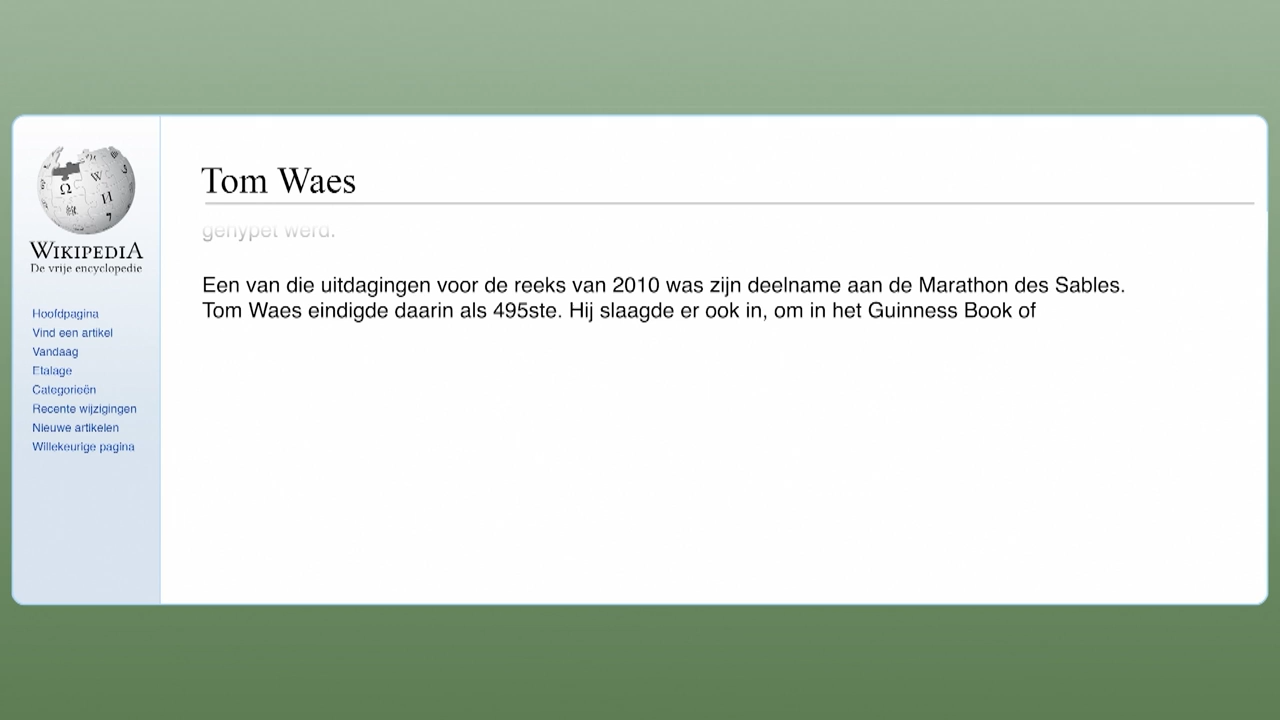 Tom Waes
gehypet werd.
Een van die uitdagingen voor de reeks van 2010 was zijn deelname aan de Marathon des Sables.
Tom Waes eindigde daarin als 495ste. Hij slaagde er ook in, om in het Guinness Book of
Ω
W
И
7
WIKIPEDIA
De vrije encyclopedie
Hoofdpagina
Vind een artikel
Vandaag
Etalage
Categorieën
Recente wijzigingen
Nieuwe artikelen
Willekeurige pagina